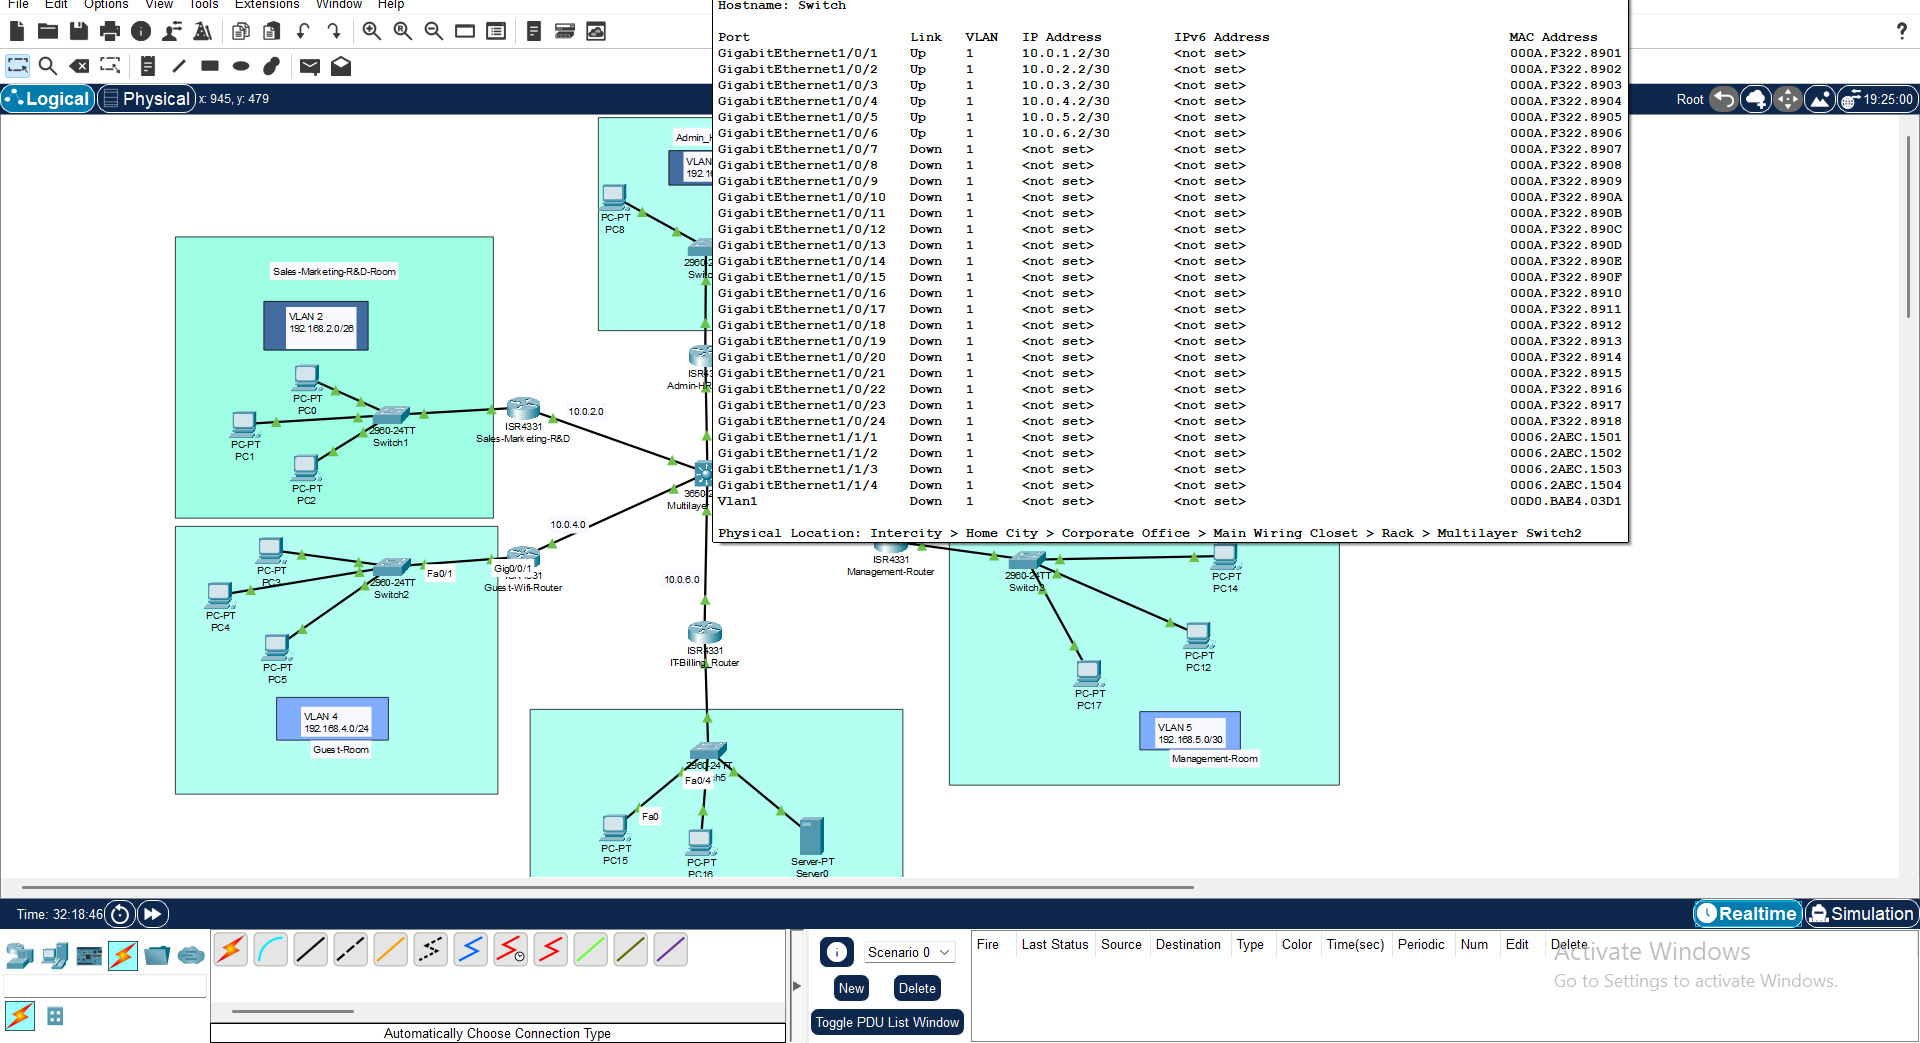 File Edit Options View Tools Extensions Window Help
Hostname: Switch
Port Link VLAN IP Address IPv6 Address MAC Address
GigabitEthernet1/0/1 Up 1 10.0.1.2/30 <not set> 000A.F322.8901
GigabitEthernet1/0/2 Up 1 10.0.2.2/30 <not set> 000A.F322.8902
GigabitEthernet1/0/3 Up 1 10.0.3.2/30 <not set> 000A.F322.8903
GigabitEthernet1/0/4 Up 1 10.0.4.2/30 <not set> 000A.F322.8904
GigabitEthernet1/0/5 Up 1 10.0.5.2/30 <not set> 000A.F322.8905
GigabitEthernet1/0/6 Up 1 10.0.6.2/30 <not set> 000A.F322.8906
GigabitEthernet1/0/7 Down 1 <not set> <not set> 000A.F322.8907
GigabitEthernet1/0/8 Down 1 <not set> <not set> 000A.F322.8908
GigabitEthernet1/0/9 Down 1 <not set> <not set> 000A.F322.8909
GigabitEthernet1/0/10 Down 1 <not set> <not set> 000A.F322.890A
GigabitEthernet1/0/11 Down 1 <not set> <not set> 000A.F322.890B
GigabitEthernet1/0/12 Down 1 <not set> <not set> 000A.F322.890C
GigabitEthernet1/0/13 Down 1 <not set> <not set> 000A.F322.890D
GigabitEthernet1/0/14 Down 1 <not set> <not set> 000A.F322.890E
GigabitEthernet1/0/15 Down 1 <not set> <not set> 000A.F322.890F
GigabitEthernet1/0/16 Down 1 <not set> <not set> 000A.F322.8910
GigabitEthernet1/0/17 Down 1 <not set> <not set> 000A.F322.8911
GigabitEthernet1/0/18 Down 1 <not set> <not set> 000A.F322.8912
GigabitEthernet1/0/19 Down 1 <not set> <not set> 000A.F322.8913
GigabitEthernet1/0/20 Down 1 <not set> <not set> 000A.F322.8914
GigabitEthernet1/0/21 Down 1 <not set> <not set> 000A.F322.8915
GigabitEthernet1/0/22 Down 1 <not set> <not set> 000A.F322.8916
GigabitEthernet1/0/23 Down 1 <not set> <not set> 000A.F322.8917
GigabitEthernet1/0/24 Down 1 <not set> <not set> 000A.F322.8918
GigabitEthernet1/1/1 Down 1 <not set> <not set> 0006.2AEC.1501
GigabitEthernet1/1/2 Down 1 <not set> <not set> 0006.2AEC.1502
GigabitEthernet1/1/3 Down 1 <not set> <not set> 0006.2AEC.1503
GigabitEthernet1/1/4 Down 1 <not set> <not set> 0006.2AEC.1504
Vlan1 Down 1 <not set> <not set> 00D0.BAE4.03D1
Physical Location: Intercity > Home City > Corporate Office > Main Wiring Closet > Rack > Multilayer Switch2
Logical Physical x: 945, y: 479
Root 19:25:00
Admin_H
VLAN
192.16
PC-PT
PC8
2960-2
Switc
Sales-Marketing-R&D-Room
VLAN 2
192.168.2.0/26
PC-PT
PC0
PC-PT
PC1
PC-PT
PC2
2960-24TT
Switch1
ISR4331
Sales-Marketing-R&D
10.0.2.0
ISR43
Admin-HR
3650-2
Multilayer
10.0.4.0
PC-PT
PC3
PC-PT
PC4
PC-PT
PC5
2960-24TT
Switch2
Fa0/1
Gig0/0/1
Guest-Wifi-Router
VLAN 4
192.168.4.0/24
Guest-Room
10.0.6.0
ISR4331
IT-Billing_Router
ISR4331
Management-Router
2960-24TT
Switch3
PC-PT
PC14
PC-PT
PC12
PC-PT
PC17
VLAN 5
192.168.5.0/30
Management-Room
2960-24TT
h5
Fa0/4
Fa0
PC-PT
PC15
PC-PT
PC16
Server-PT
Server0
Time: 32:18:46
Realtime Simulation
Scenario 0
New Delete
Toggle PDU List Window
Fire Last Status Source Destination Type Color Time(sec) Periodic Num Edit Delete
Activate Windows
Go to Settings to activate Windows.
Automatically Choose Connection Type